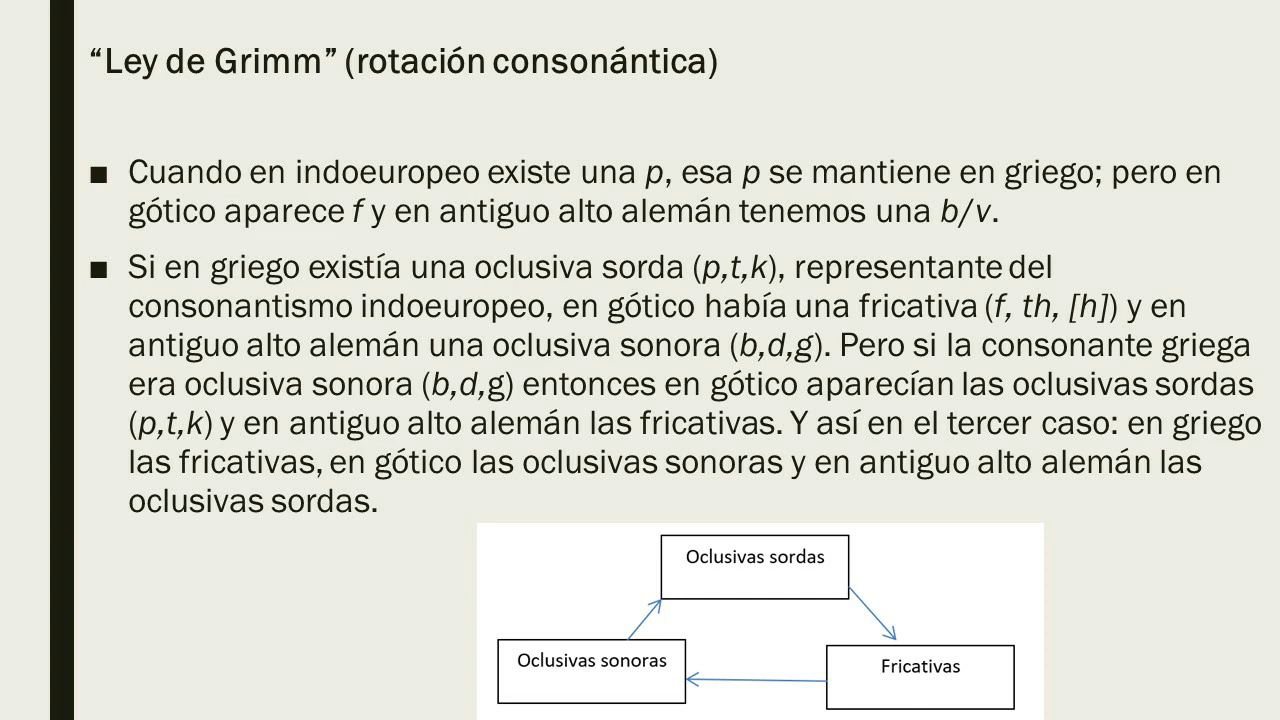 “Ley de Grimm” (rotación consonántica)
■ Cuando en indoeuropeo existe una p, esa p se mantiene en griego; pero en
gótico aparece f y en antiguo alto alemán tenemos una b/v.
■ Si en griego existía una oclusiva sorda (p,t,k), representante del
consonantismo indoeuropeo, en gótico había una fricativa (f, th, [h]) y en
antiguo alto alemán una oclusiva sonora (b,d,g). Pero si la consonante griega
era oclusiva sonora (b,d,g) entonces en gótico aparecían las oclusivas sordas
(p,t,k) y en antiguo alto alemán las fricativas. Y así en el tercer caso: en griego
las fricativas, en gótico las oclusivas sonoras y en antiguo alto alemán las
oclusivas sordas.
Oclusivas sordas
Oclusivas sonoras
Fricativas